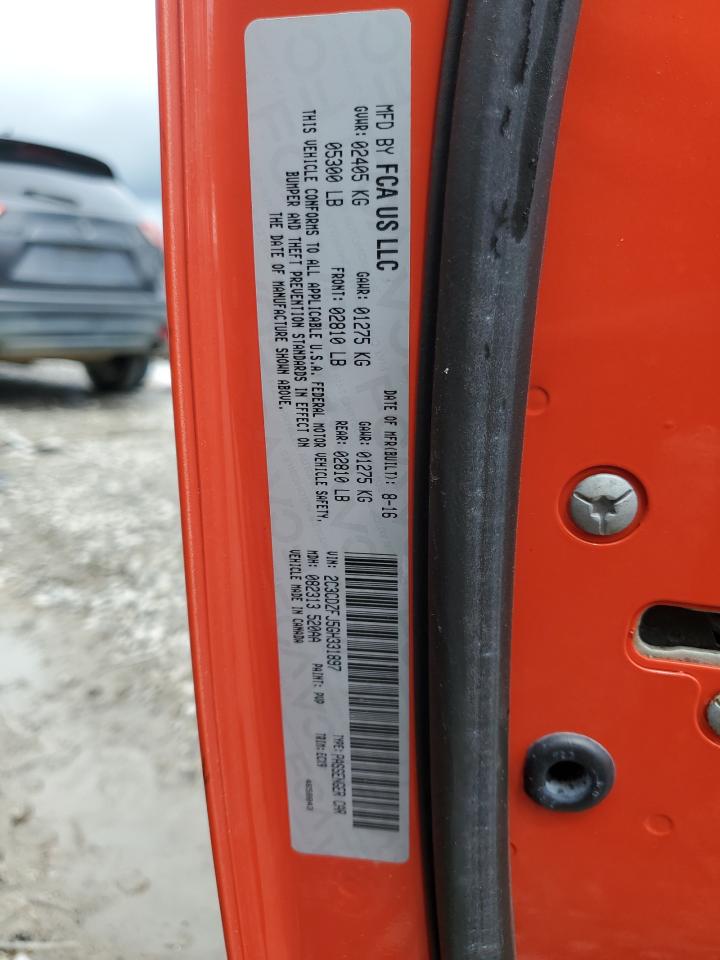 MFD BY FCA US LLC
DATE OF MFR(BUILT): 8-16
GVWR: 02405 KG GAWR: 01275 KG GAWR: 01275 KG
05300 LB FRONT: 02810 LB REAR: 02810 LB
THIS VEHICLE CONFORMS TO ALL APPLICABLE U.S.A. FEDERAL MOTOR VEHICLE SAFETY,
BUMPER AND THEFT PREVENTION STANDARDS IN EFFECT ON
THE DATE OF MANUFACTURE SHOWN ABOVE.
VIN: 2C3CDZFJ5GH331897 TYPE: PASSENGER CAR
MDH: 082313 520AA PAINT: PVP TRIM: ECX9
VEHICLE MADE IN CANADA